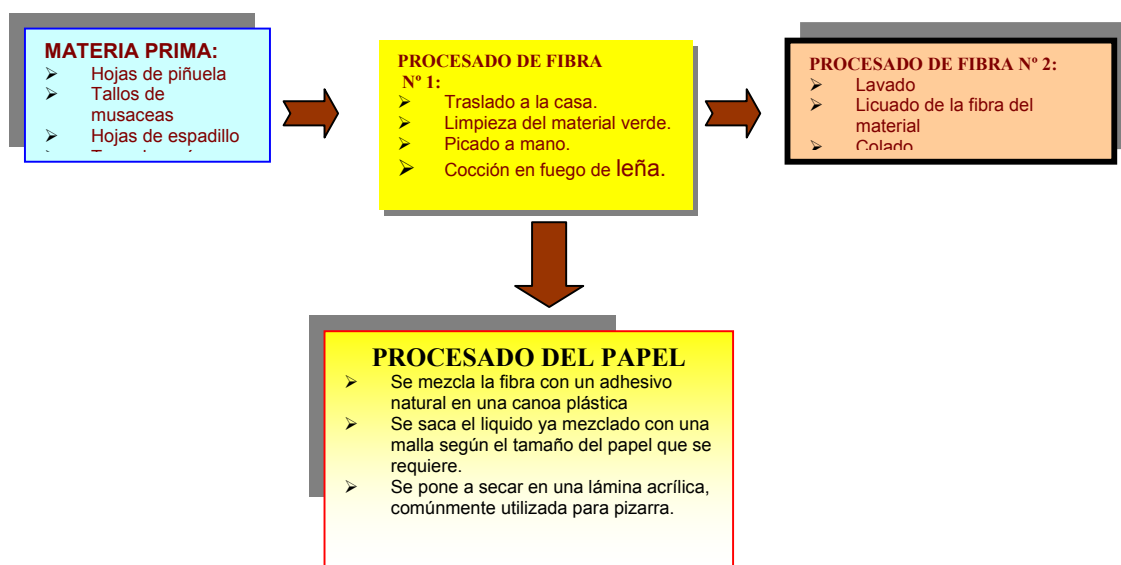 MATERIA PRIMA:
➢ Hojas de piñuela
➢ Tallos de
musaceas
➢ Hojas de espadillo
PROCESADO DE FIBRA
Nº 1:
➢ Traslado a la casa.
➢ Limpieza del material verde.
➢ Picado a mano.
➢ Cocción en fuego de leña.
PROCESADO DE FIBRA Nº 2:
➢ Lavado
➢ Licuado de la fibra del
material
➢ Colado
PROCESADO DEL PAPEL
➢ Se mezcla la fibra con un adhesivo
natural en una canoa plástica
➢ Se saca el liquido ya mezclado con una
malla según el tamaño del papel que se
requiere.
➢ Se pone a secar en una lámina acrílica,
comúnmente utilizada para pizarra.